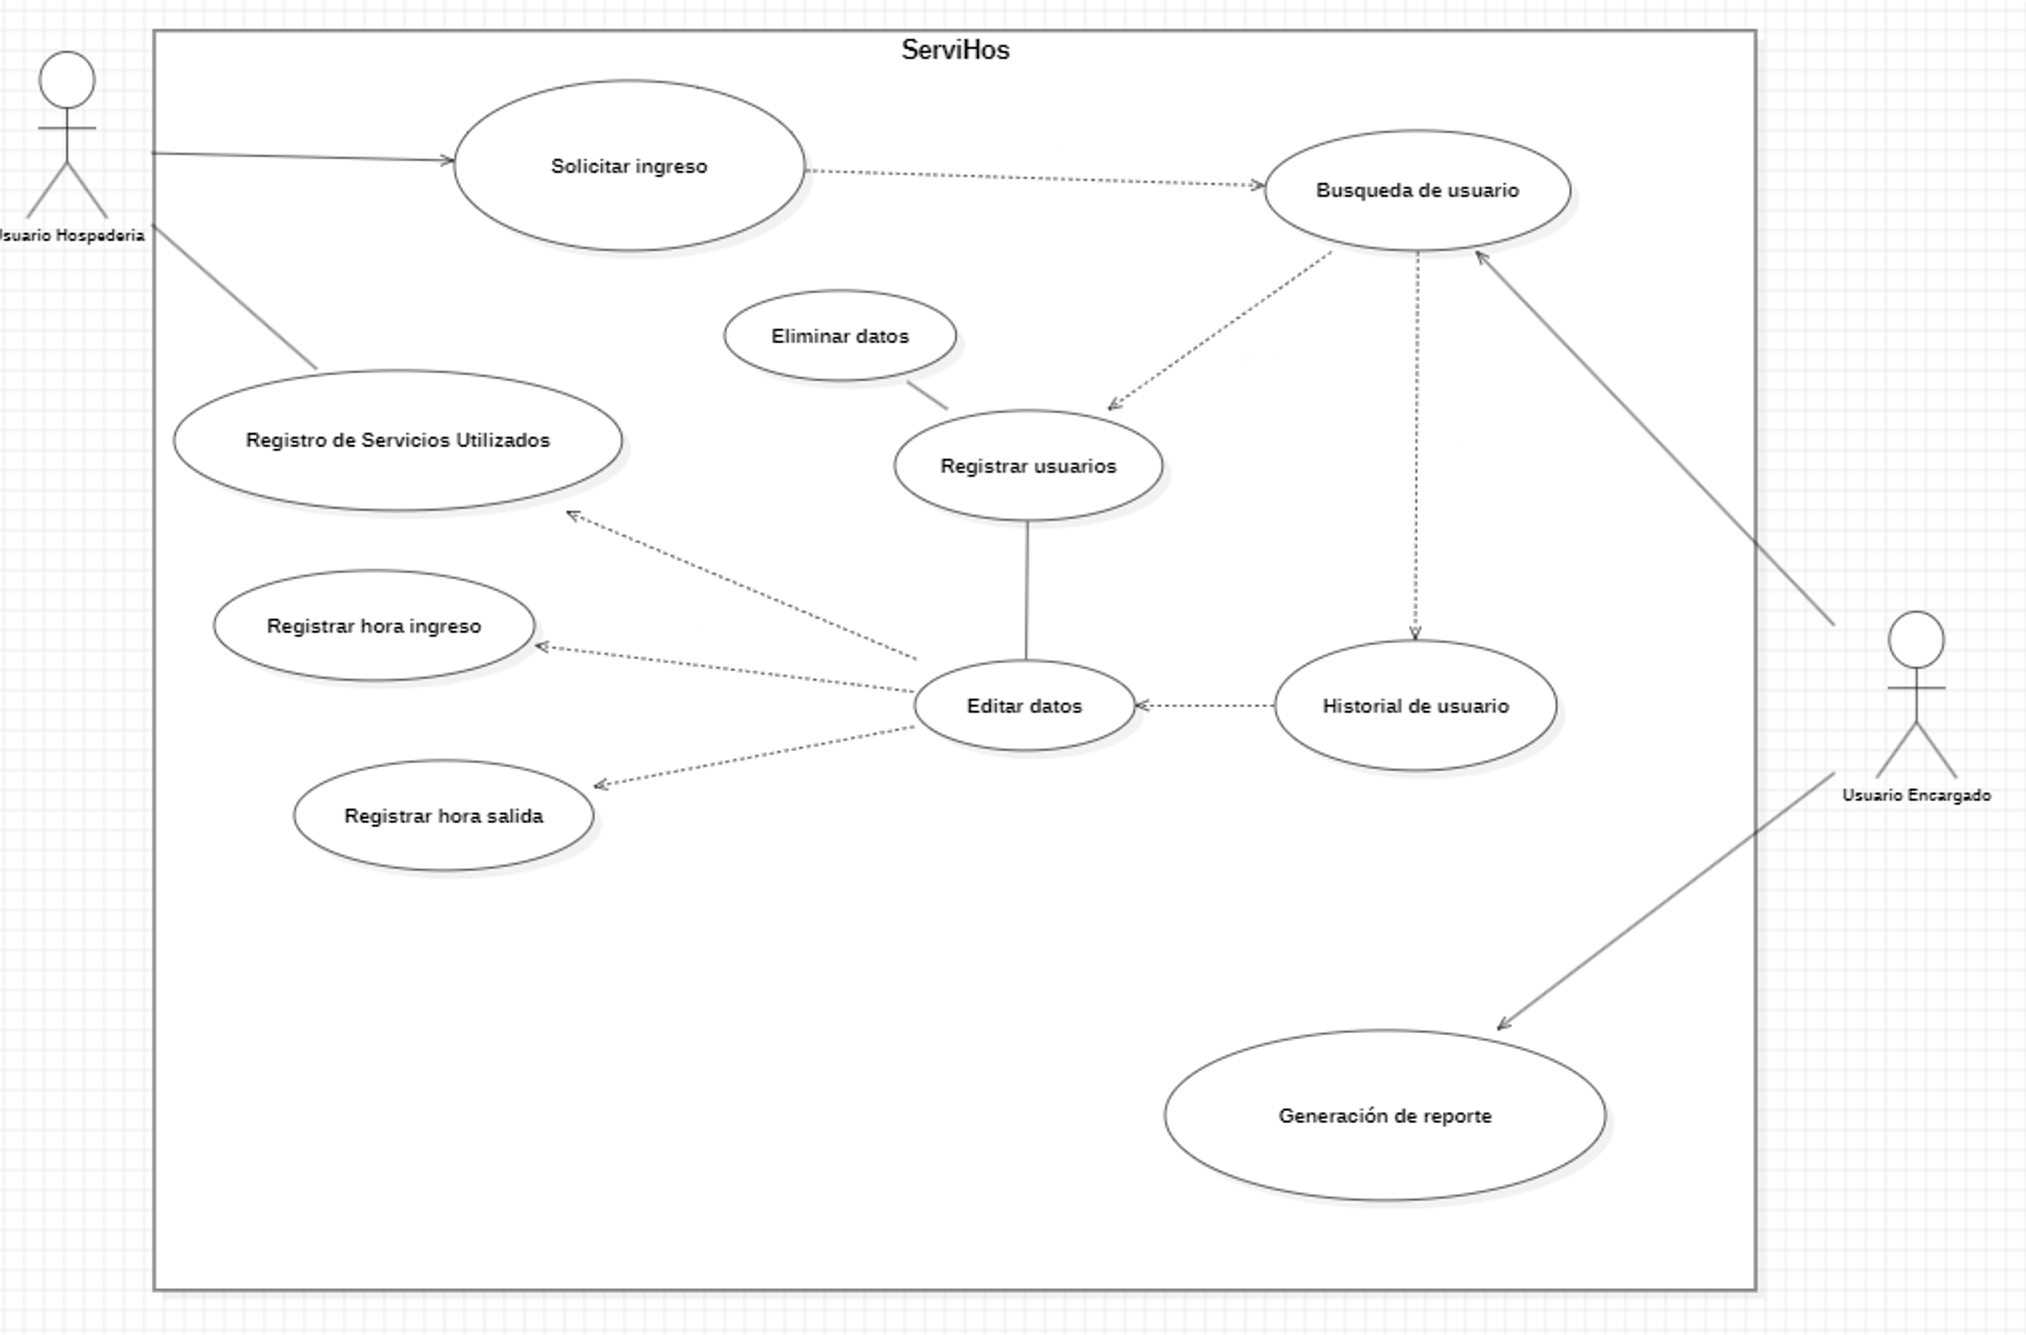 ServiHos
Solicitar ingreso
Busqueda de usuario
Usuario Hospederia
Eliminar datos
Registro de Servicios Utilizados
Registrar usuarios
Registrar hora ingreso
Editar datos
Historial de usuario
Usuario Encargado
Registrar hora salida
Generación de reporte